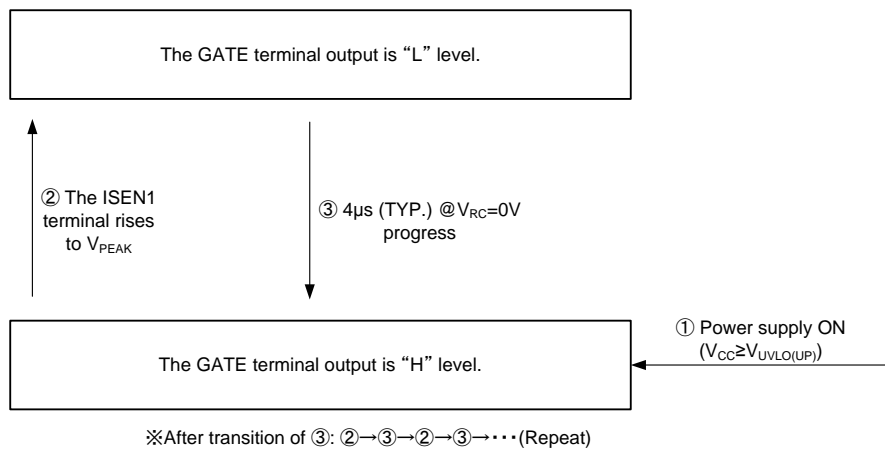 The GATE terminal output is “L” level.
② The ISEN1
terminal rises
to VPEAK
③ 4μs (TYP.) @VRC=0V
progress
① Power supply ON
(VCC≥VUVLO(UP))
The GATE terminal output is “H” level.
※After transition of ③: ②→③→②→③→･･･(Repeat)